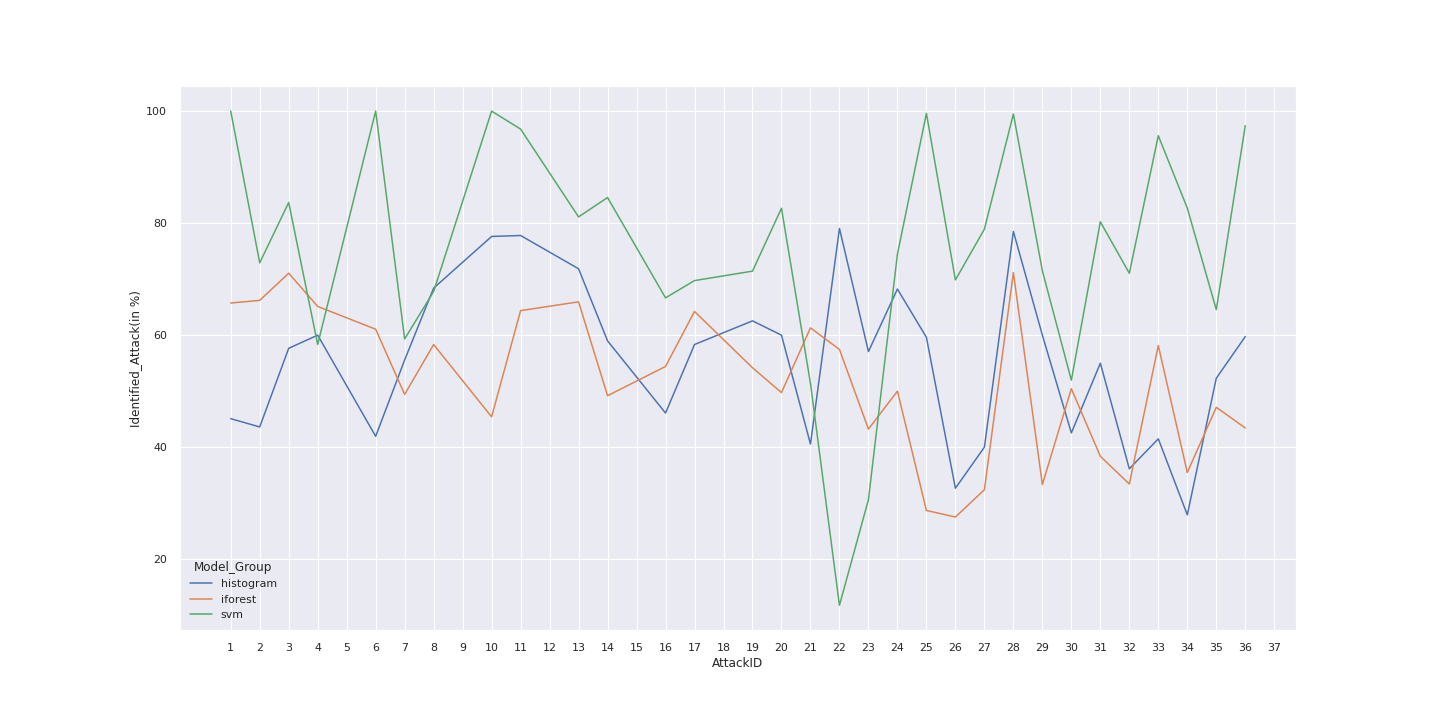 100
80
60
40
20
Identified_Attack(in %)
Model_Group
histogram
iforest
svm
1 2 3 4 5 6 7 8 9 10 11 12 13 14 15 16 17 18 19 20 21 22 23 24 25 26 27 28 29 30 31 32 33 34 35 36 37
AttackID